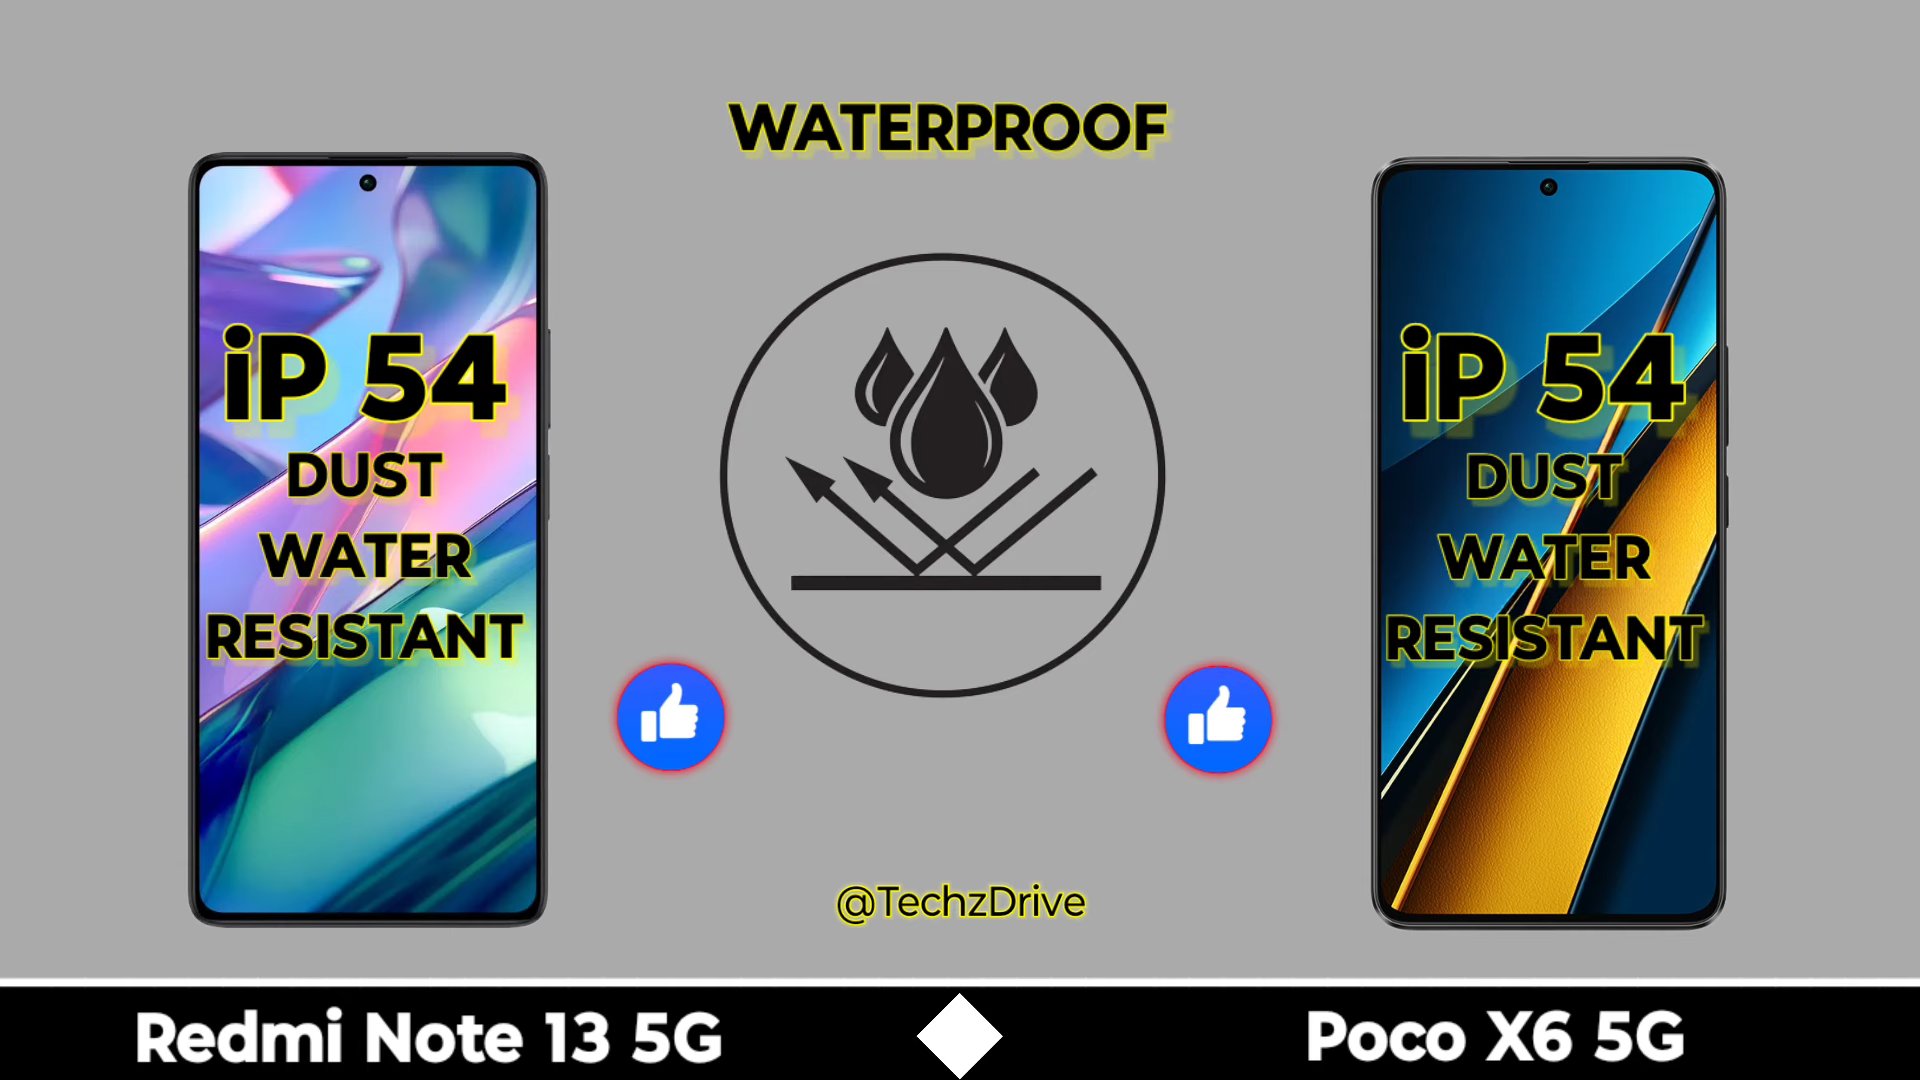 WATERPROOF
iP 54
DUST
WATER
RESISTANT
iP 54
DUST
WATER
RESISTANT
@TechzDrive
Redmi Note 13 5G
Poco X6 5G